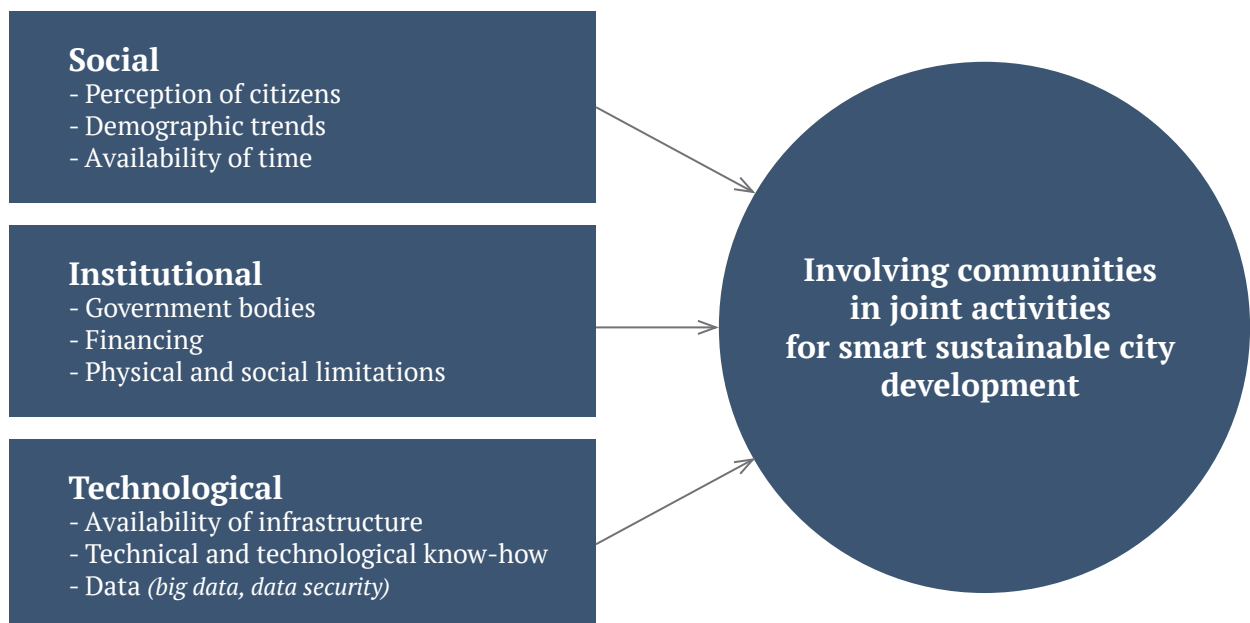 Social
- Perception of citizens
- Demographic trends
- Availability of time
Institutional
- Government bodies
- Financing
- Physical and social limitations
Technological
- Availability of infrastructure
- Technical and technological know-how
- Data (big data, data security)
Involving communities
in joint activities
for smart sustainable city
development